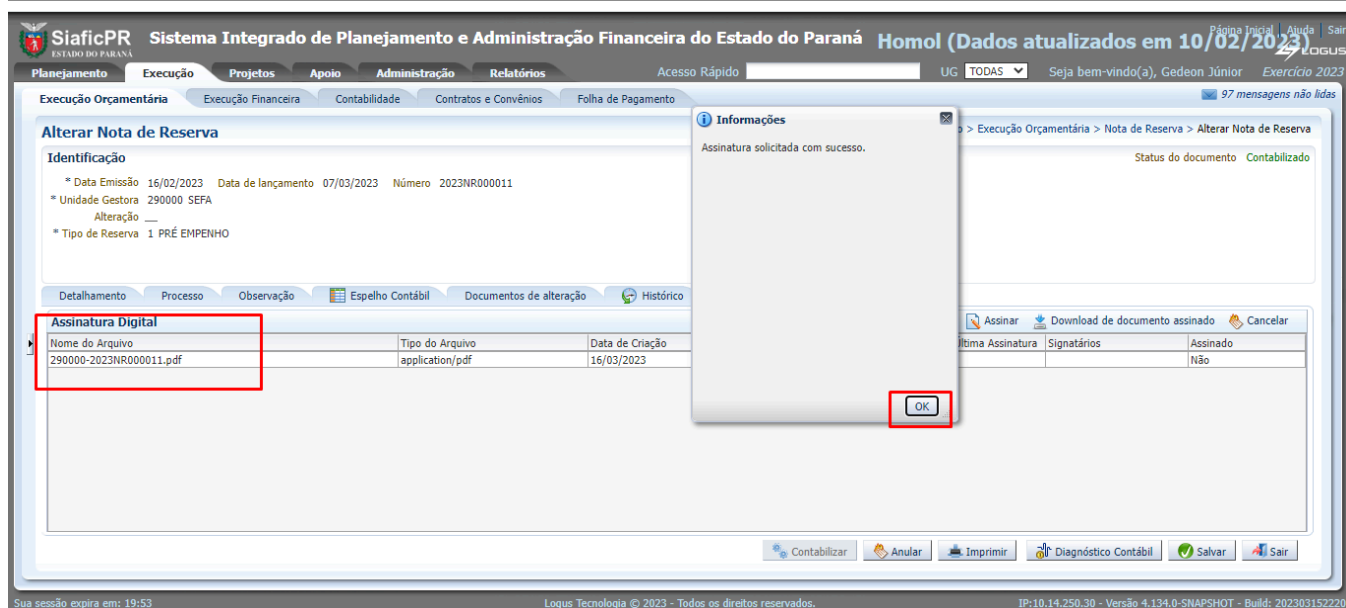 SiaficPR Sistema Integrado de Planejamento e Administração Financeira do Estado do Paraná Homol (Dados atualizados em 10/02/2023) Página Inicial Ajuda Sair
ESTADO DO PARANÁ LOGUS
Planejamento Execução Projetos Apoio Administração Relatórios Acesso Rápido UG TODAS Seja bem-vindo(a), Gedeon Júnior Exercício 2023
Execução Orçamentária Execução Financeira Contabilidade Contratos e Convênios Folha de Pagamento 97 mensagens não lidas
Informações
Alterar Nota de Reserva > Execução Orçamentária > Nota de Reserva > Alterar Nota de Reserva
Assinatura solicitada com sucesso.
Identificação Status do documento Contabilizado
* Data Emissão 16/02/2023 Data de lançamento 07/03/2023 Número 2023NR000011
* Unidade Gestora 290000 SEFA
Alteração __
* Tipo de Reserva 1 PRÉ EMPENHO
Detalhamento Processo Observação Espelho Contábil Documentos de alteração Histórico
Assinatura Digital Assinar Download de documento assinado Cancelar
Nome do Arquivo Tipo do Arquivo Data de Criação Última Assinatura Signatários Assinado
290000-2023NR000011.pdf application/pdf 16/03/2023 Não
OK
Contabilizar Anular Imprimir Diagnóstico Contábil Salvar Sair
Sua sessão expira em: 19:53 Logus Tecnologia © 2023 - Todos os direitos reservados. IP:10.14.250.30 - Versão 4.134.0-SNAPSHOT - Build: 202303152220